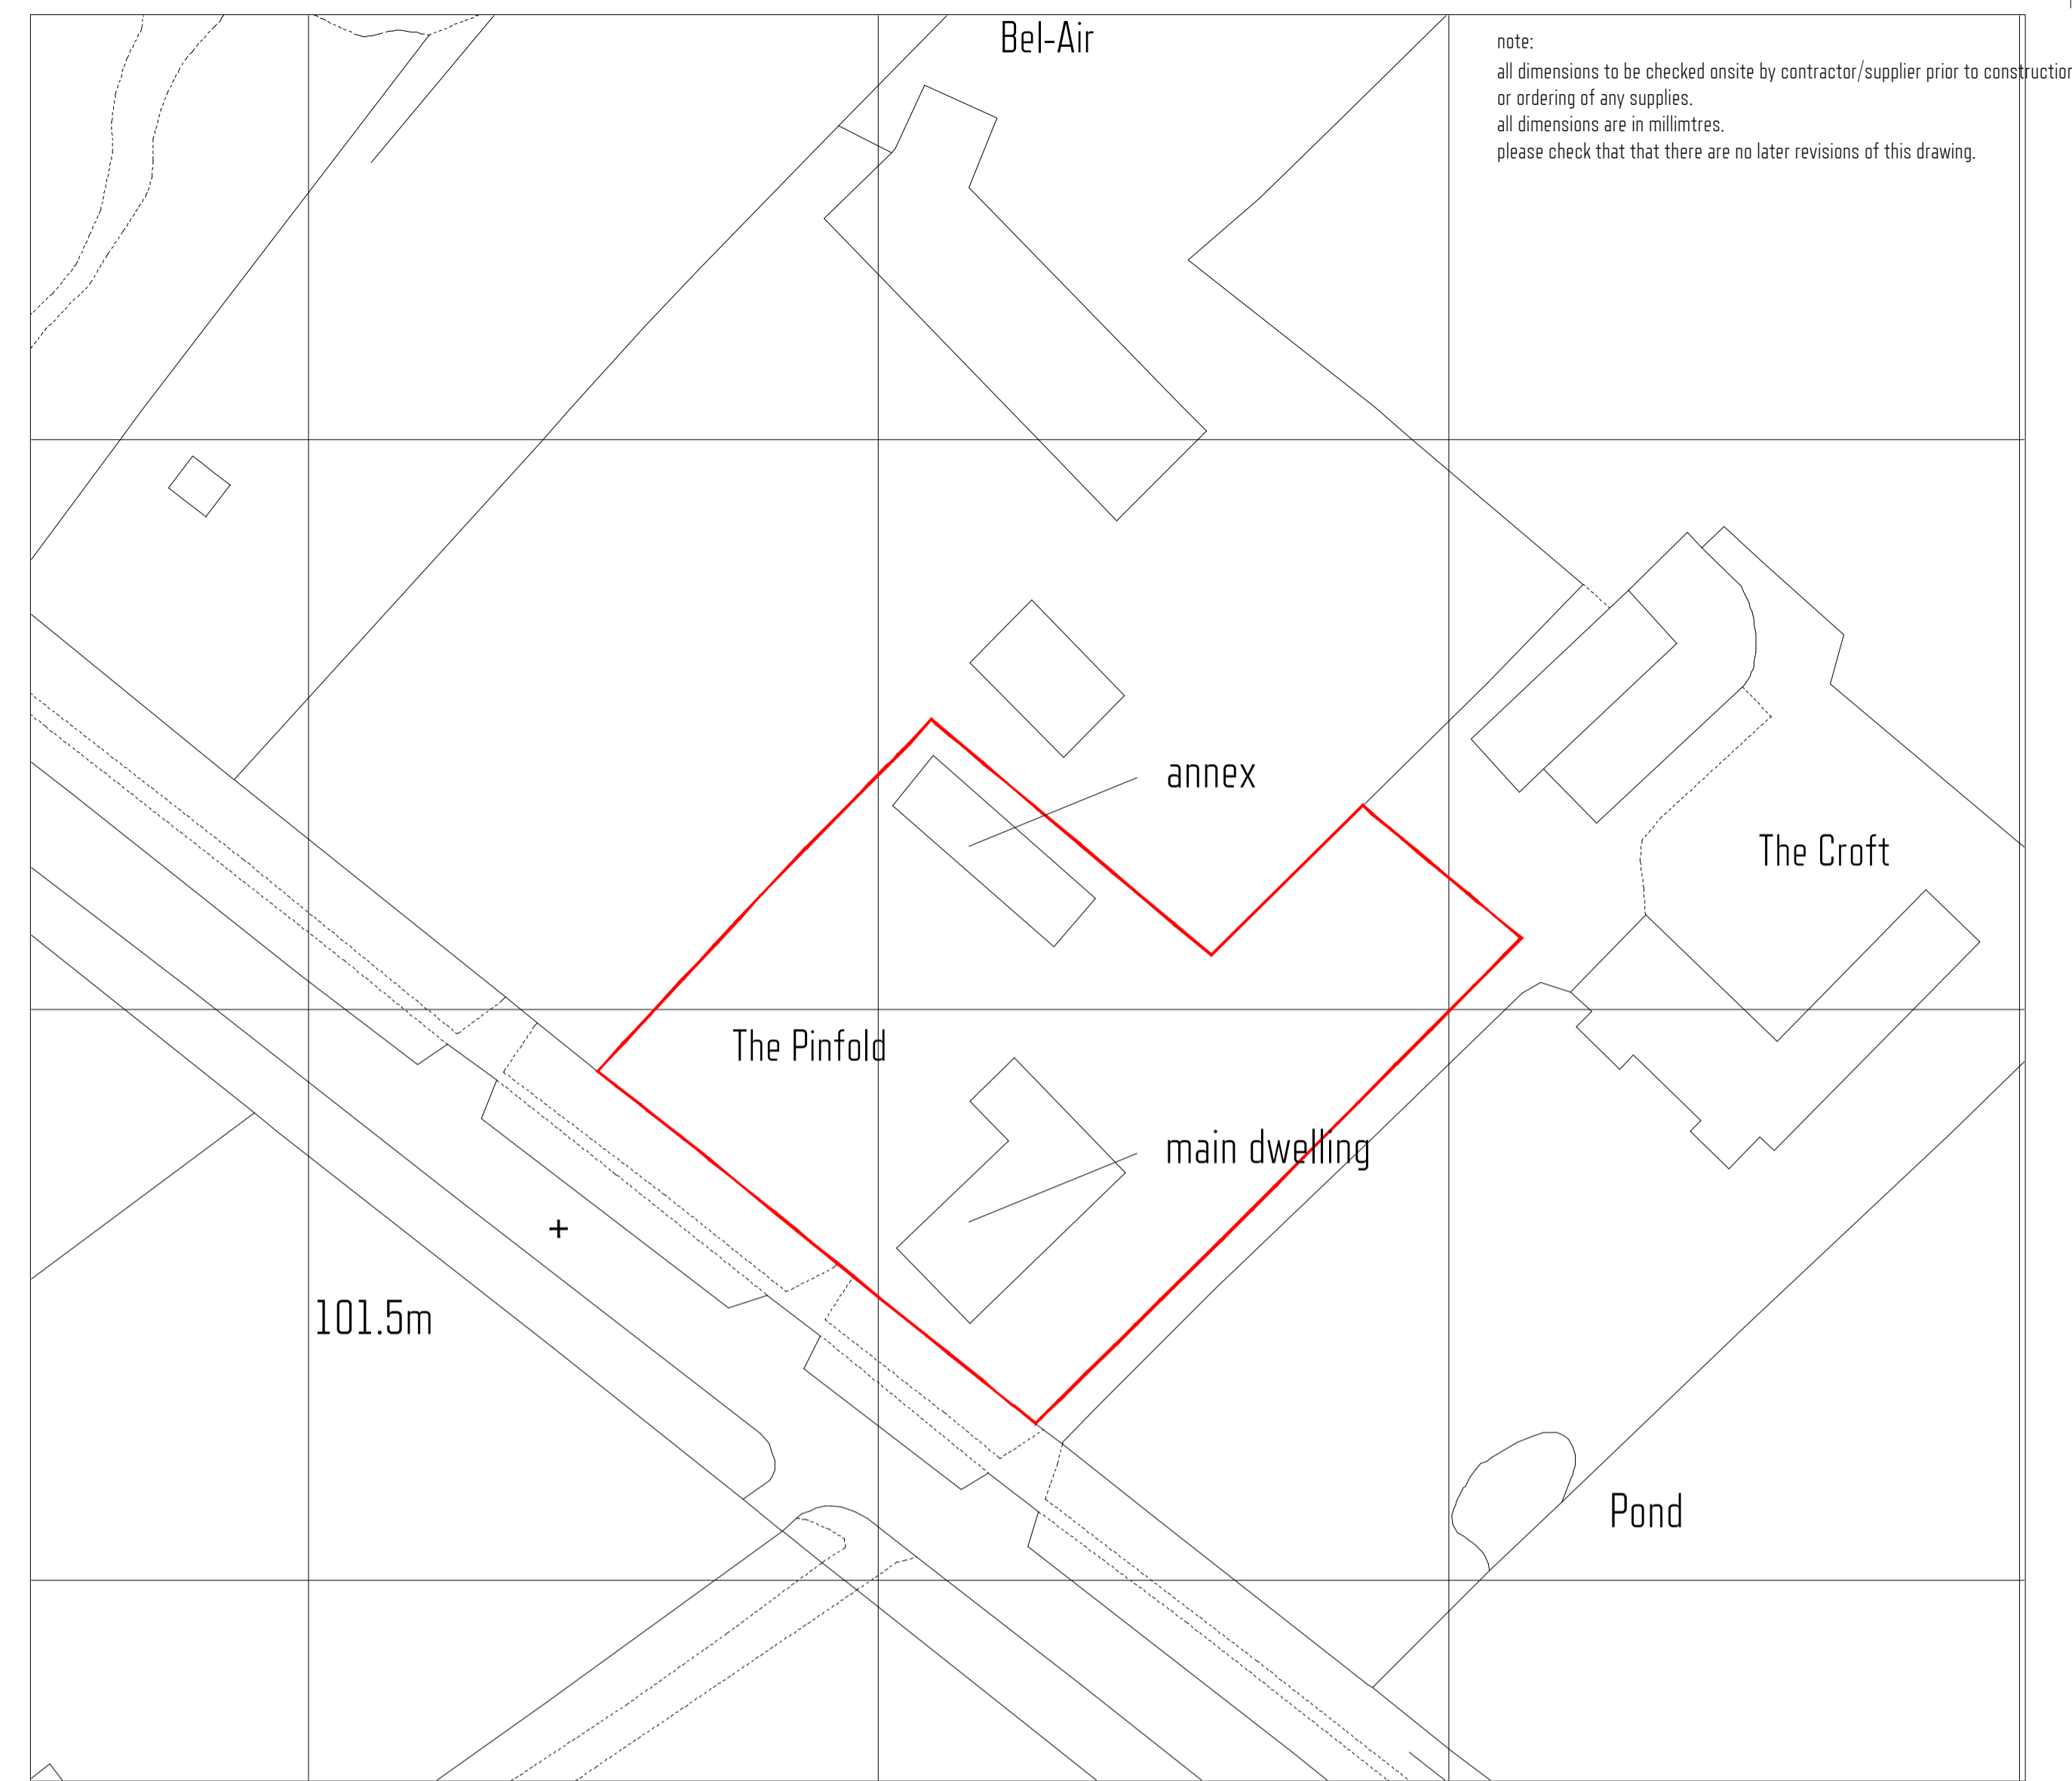 Bel-Air
note:
all dimensions to be checked onsite by contractor/supplier prior to construction
or ordering of any supplies.
all dimensions are in millimtres.
please check that that there are no later revisions of this drawing.
annex
The Croft
The Pinfold
main dwelling
+
101.5m
Pond